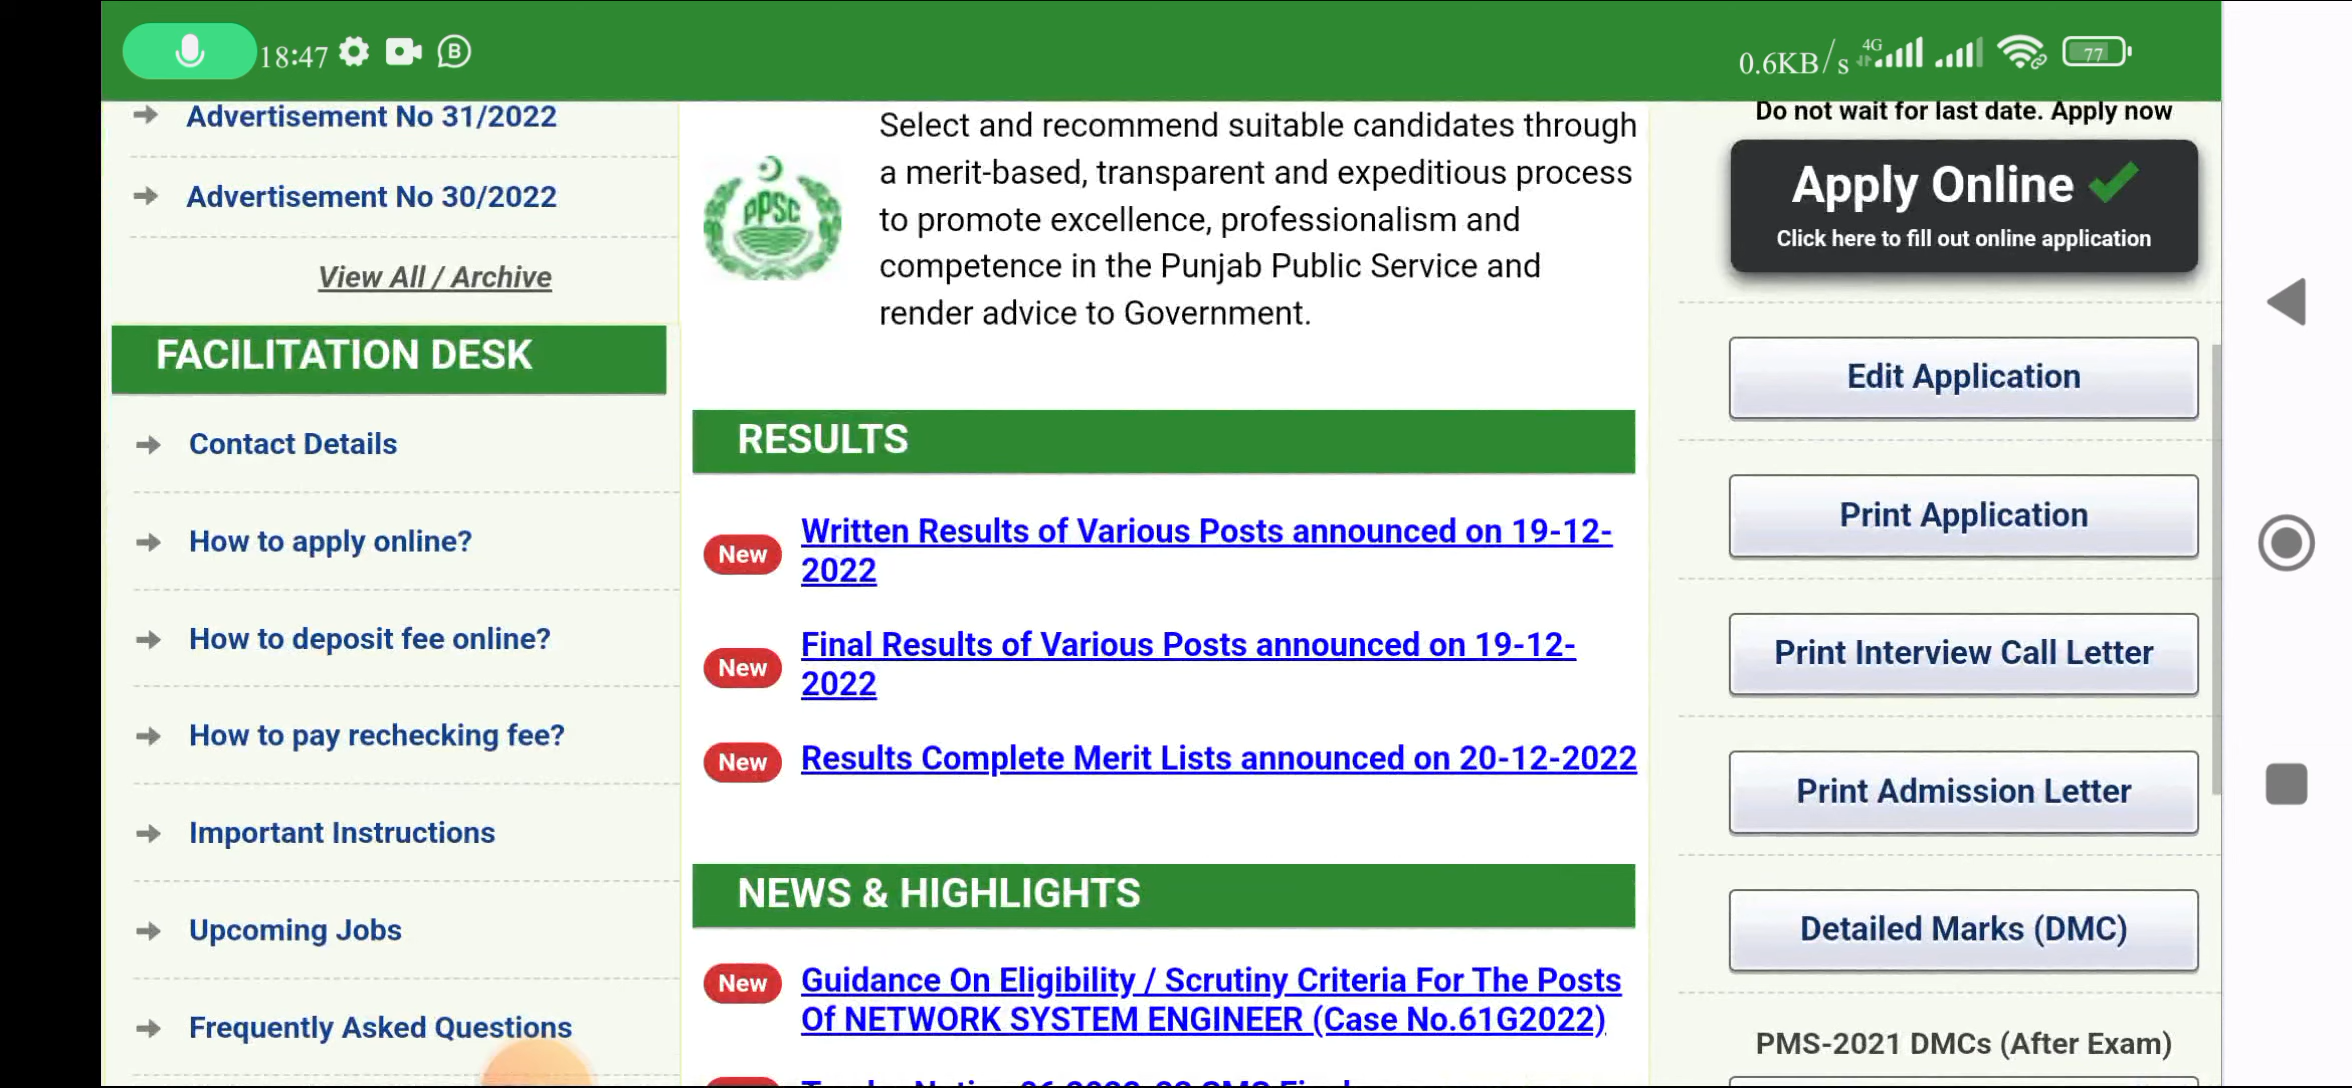 18:47
B
0.6KB/s
4G
77
Advertisement No 31/2022
Advertisement No 30/2022
View All / Archive
FACILITATION DESK
Contact Details
How to apply online?
How to deposit fee online?
How to pay rechecking fee?
Important Instructions
Upcoming Jobs
Frequently Asked Questions
PPSC
Select and recommend suitable candidates through
a merit-based, transparent and expeditious process
to promote excellence, professionalism and
competence in the Punjab Public Service and
render advice to Government.
RESULTS
New
Written Results of Various Posts announced on 19-12-
2022
New
Final Results of Various Posts announced on 19-12-
2022
New
Results Complete Merit Lists announced on 20-12-2022
NEWS & HIGHLIGHTS
New
Guidance On Eligibility / Scrutiny Criteria For The Posts
Of NETWORK SYSTEM ENGINEER (Case No.61G2022)
Do not wait for last date. Apply now
Apply Online
Click here to fill out online application
Edit Application
Print Application
Print Interview Call Letter
Print Admission Letter
Detailed Marks (DMC)
PMS-2021 DMCs (After Exam)